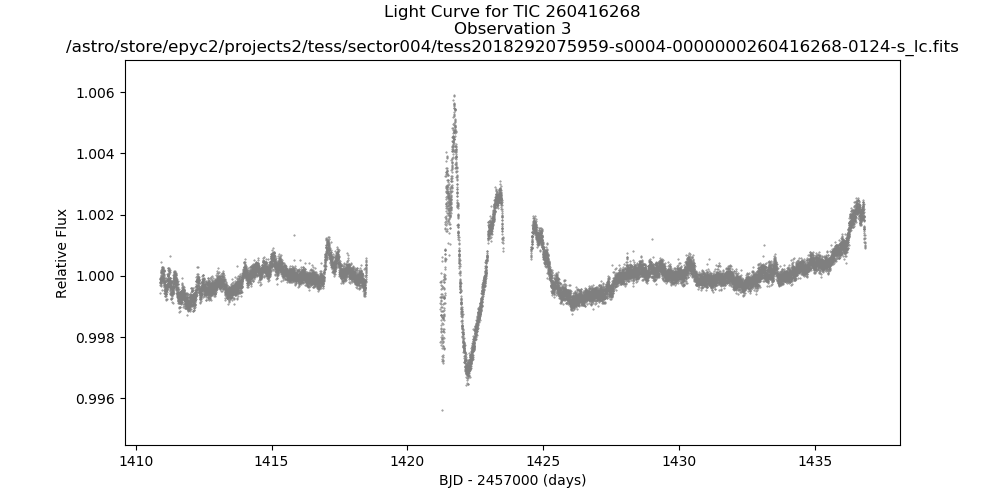 Light Curve for TIC 260416268
Observation 3
/astro/store/epyc2/projects2/tess/sector004/tess2018292075959-s0004-0000000260416268-0124-s_lc.fits
1.006
1.004
1.002
1.000
0.998
0.996
Relative Flux
1410 1415 1420 1425 1430 1435
BJD - 2457000 (days)